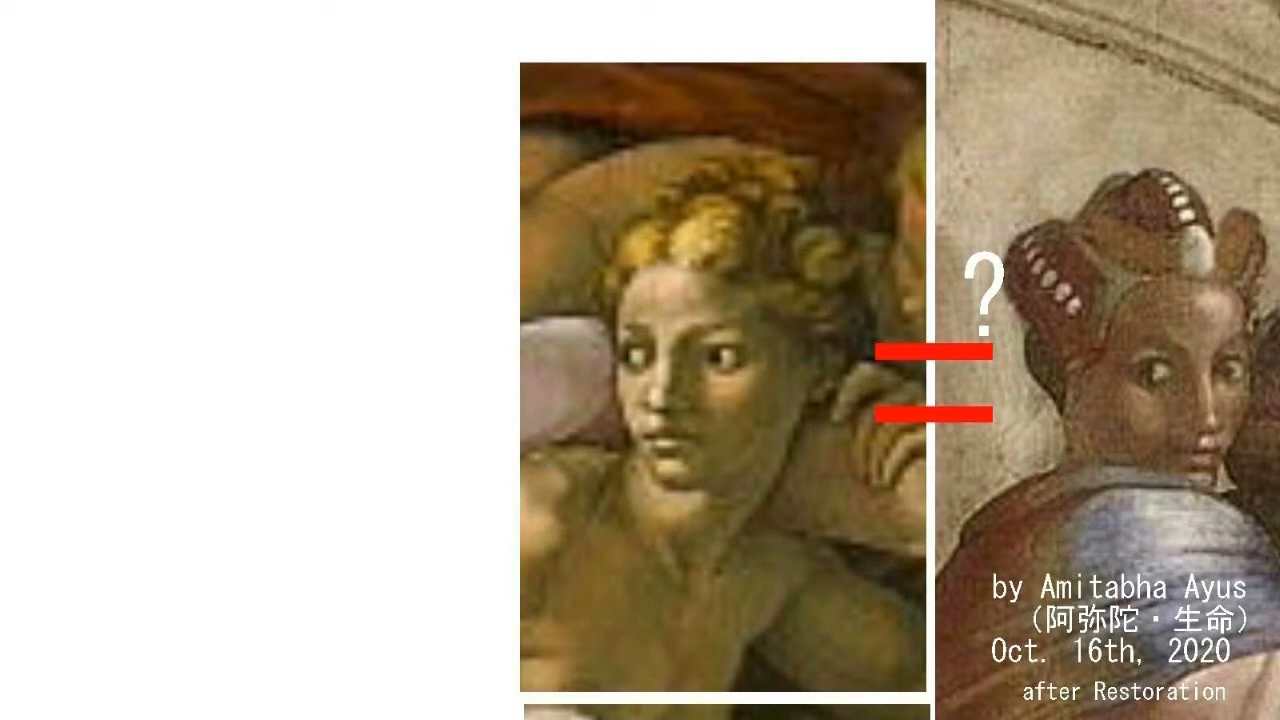 ?
by Amitabha Ayus
(阿弥陀・生命)
Oct. 16th, 2020
after Restoration